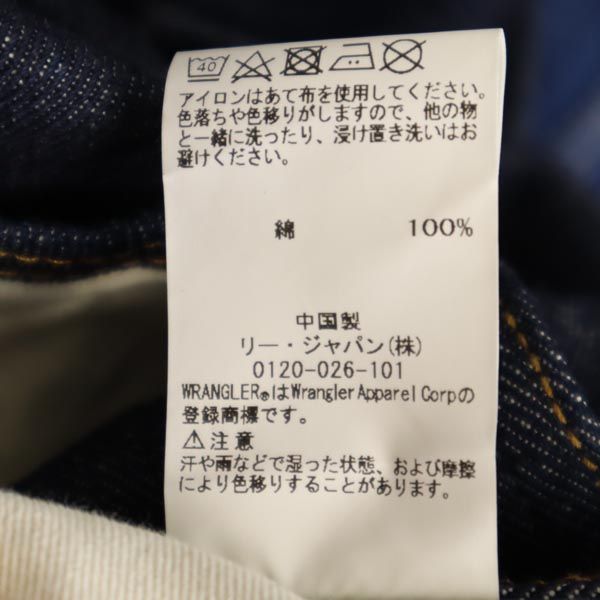 40
アイロンはあて布を使用してください。
色落ちや色移りがしますので、他の物
と一緒に洗ったり、浸け置き洗いはお
避けください。
綿 100%
中国製
リー・ジャパン(株)
0120-026-101
WRANGLER®はWrangler Apparel Corpの
登録商標です。
⚠注意
汗や雨などで湿った状態、および摩擦
により色移りすることがあります。